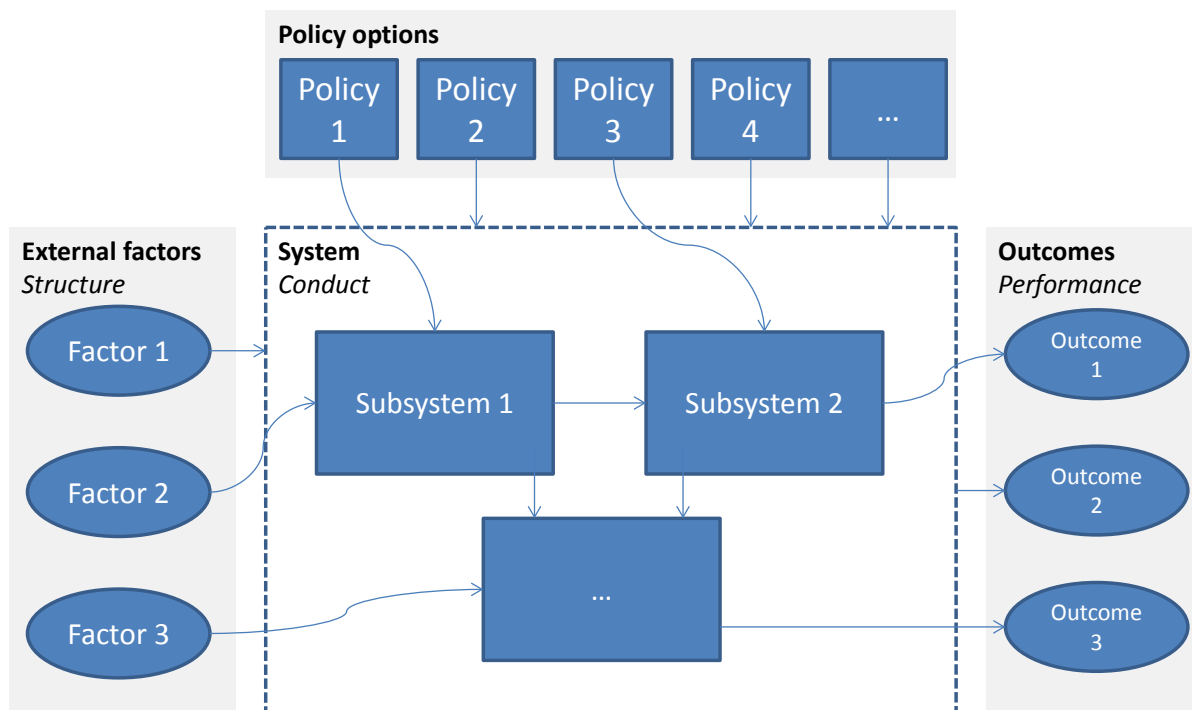 Policy options
Policy
1
Policy
2
Policy
3
Policy
4
...
External factors
Structure
Factor 1
Factor 2
Factor 3
System
Conduct
Subsystem 1
Subsystem 2
...
Outcomes
Performance
Outcome
1
Outcome
2
Outcome
3